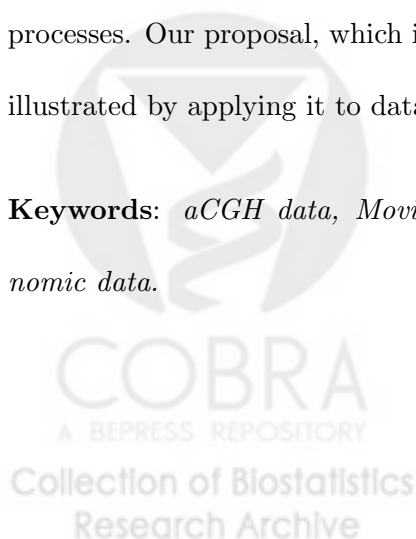 processes. Our proposal, which i
illustrated by applying it to data
Keywords: aCGH data, Movi
nomic data.
COBRA
A BEPRESS REPOSITORY
Collection of Biostatistics
Research Archive